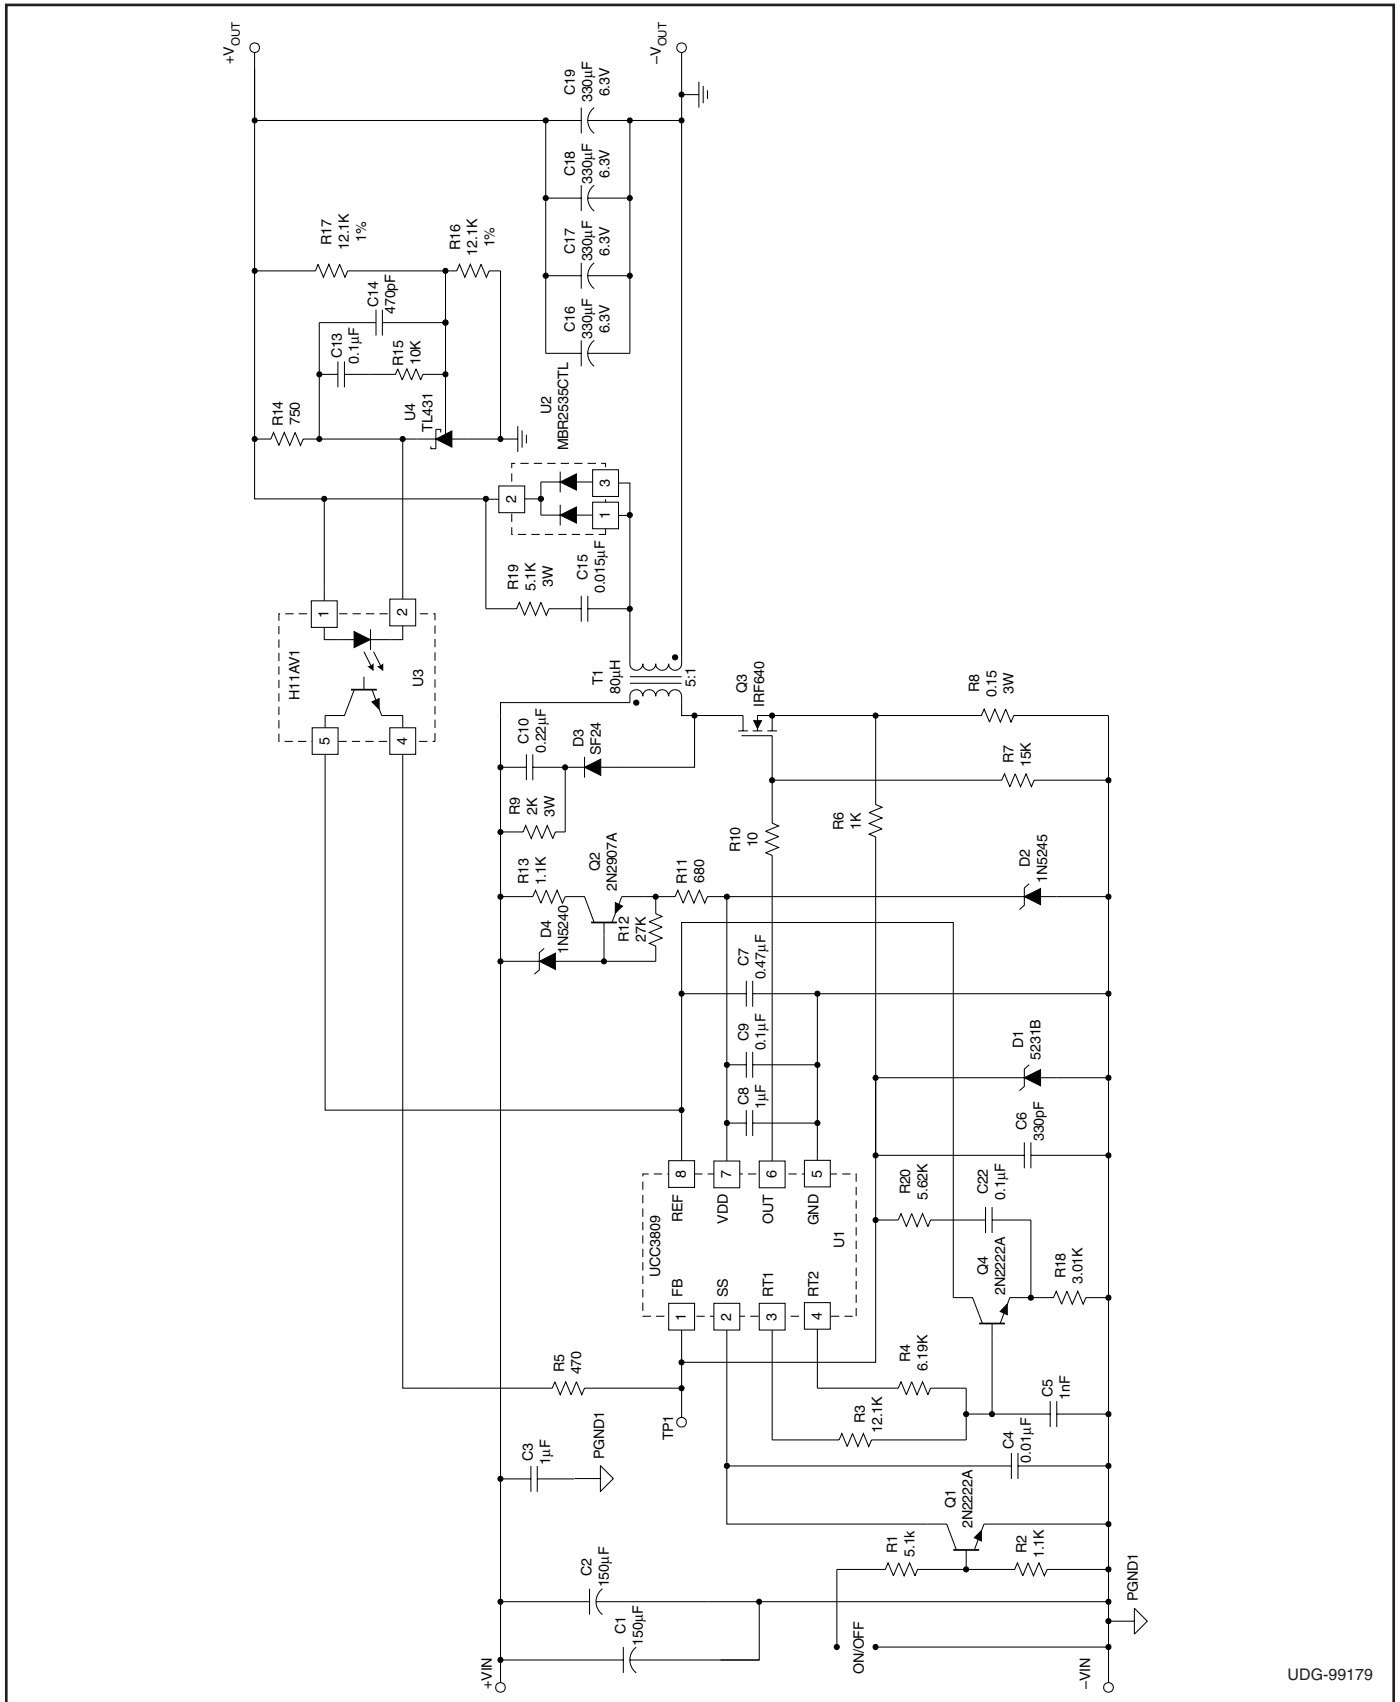 +VOUT
–VOUT
C19
330µF
6.3V
C18
330µF
6.3V
C17
330µF
6.3V
C16
330µF
6.3V
R17
12.1K
1%
R16
12.1K
1%
C14
470pF
C13
0.1µF
R15
10K
R14
750
U4
TL431
U2
MBR2535CTL
2
3
1
R19
5.1K
3W
C15
0.015µF
H11AV1
U3
1
2
5
4
T1
80µH
5:1
Q3
IRF640
R8
0.15
3W
R7
15K
C10
0.22µF
D3
SF24
R9
2K
3W
R13
1.1K
Q2
2N2907A
R11
680
D4
1N5240
R12
27K
R10
10
R6
1K
D2
1N5245
C7
0.47µF
C9
0.1µF
C8
1µF
D1
5231B
C6
330pF
R20
5.62K
C22
0.1µF
Q4
2N2222A
R18
3.01K
UCC3809
U1
8
REF
7
VDD
6
OUT
5
GND
FB
1
SS
2
RT1
3
RT2
4
R5
470
TP1
R4
6.19K
R3
12.1K
C5
1nF
C4
0.01µF
C3
1µF
PGND1
Q1
2N2222A
R1
5.1k
R2
1.1K
C2
150µF
C1
150µF
ON/OFF
PGND1
+VIN
–VIN
UDG-99179